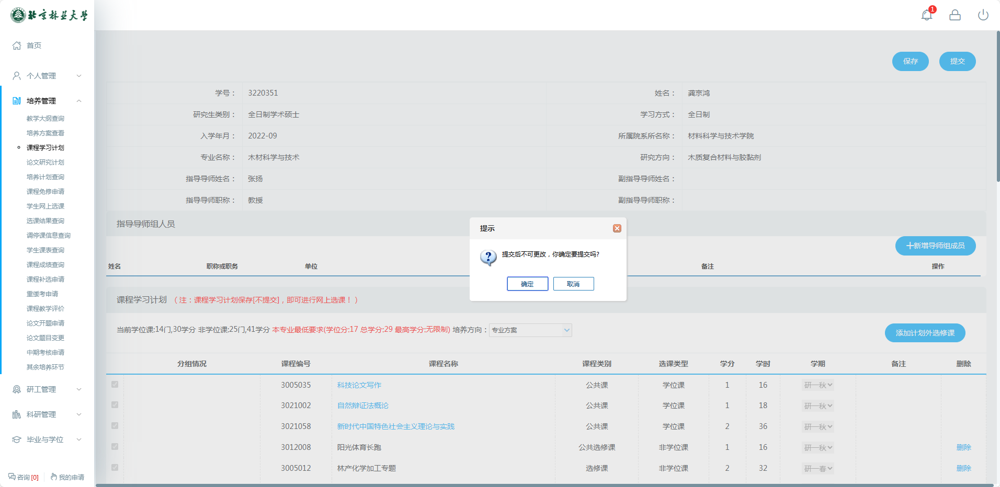 北京林业大学
1
首页
个人管理
培养管理
教学大纲查询
培养方案查看
课程学习计划
论文研究计划
培养计划查询
课程免修申请
学生网上选课
选课结果查询
调停课信息查询
学生课表查询
课程成绩查询
课程补选申请
重缓考申请
课程教学评价
论文开题申请
论文题目变更
中期考核申请
其余培养环节
研工管理
科研管理
毕业与学位
咨询[0] 我的申请
保存 提交
学号： 3220351 姓名： 龚京鸿
研究生类别： 全日制学术硕士 学习方式： 全日制
入学年月： 2022-09 所属院系所名称： 材料科学与技术学院
专业名称： 木材科学与技术 研究方向： 木质复合材料与胶黏剂
指导导师姓名： 张扬 副指导导师姓名：
指导导师职称： 教授 副指导导师职称：
指导导师组人员
新增导师组成员
姓名 职称或职务 单位 备注 操作
提示
提交后不可更改，你确定要提交吗?
确定 取消
课程学习计划 （注：课程学习计划保存[不提交]，即可进行网上选课！）
当前学位课:14门,30学分 非学位课:25门,41学分 本专业最低要求(学位分:17 总学分:29 最高学分:无限制) 培养方向： 专业方案
添加计划外选修课
分组情况 课程编号 课程名称 课程类别 选课类型 学分 学时 学期 备注 删除
3005035 科技论文写作 公共课 学位课 1 16 研一秋
3021002 自然辩证法概论 公共课 学位课 1 18 研一秋
3021058 新时代中国特色社会主义理论与实践 公共课 学位课 2 36 研一秋
3012008 阳光体育长跑 公共选修课 非学位课 1 16 研一秋 删除
3005012 林产化学加工专题 选修课 非学位课 2 32 研一春 删除